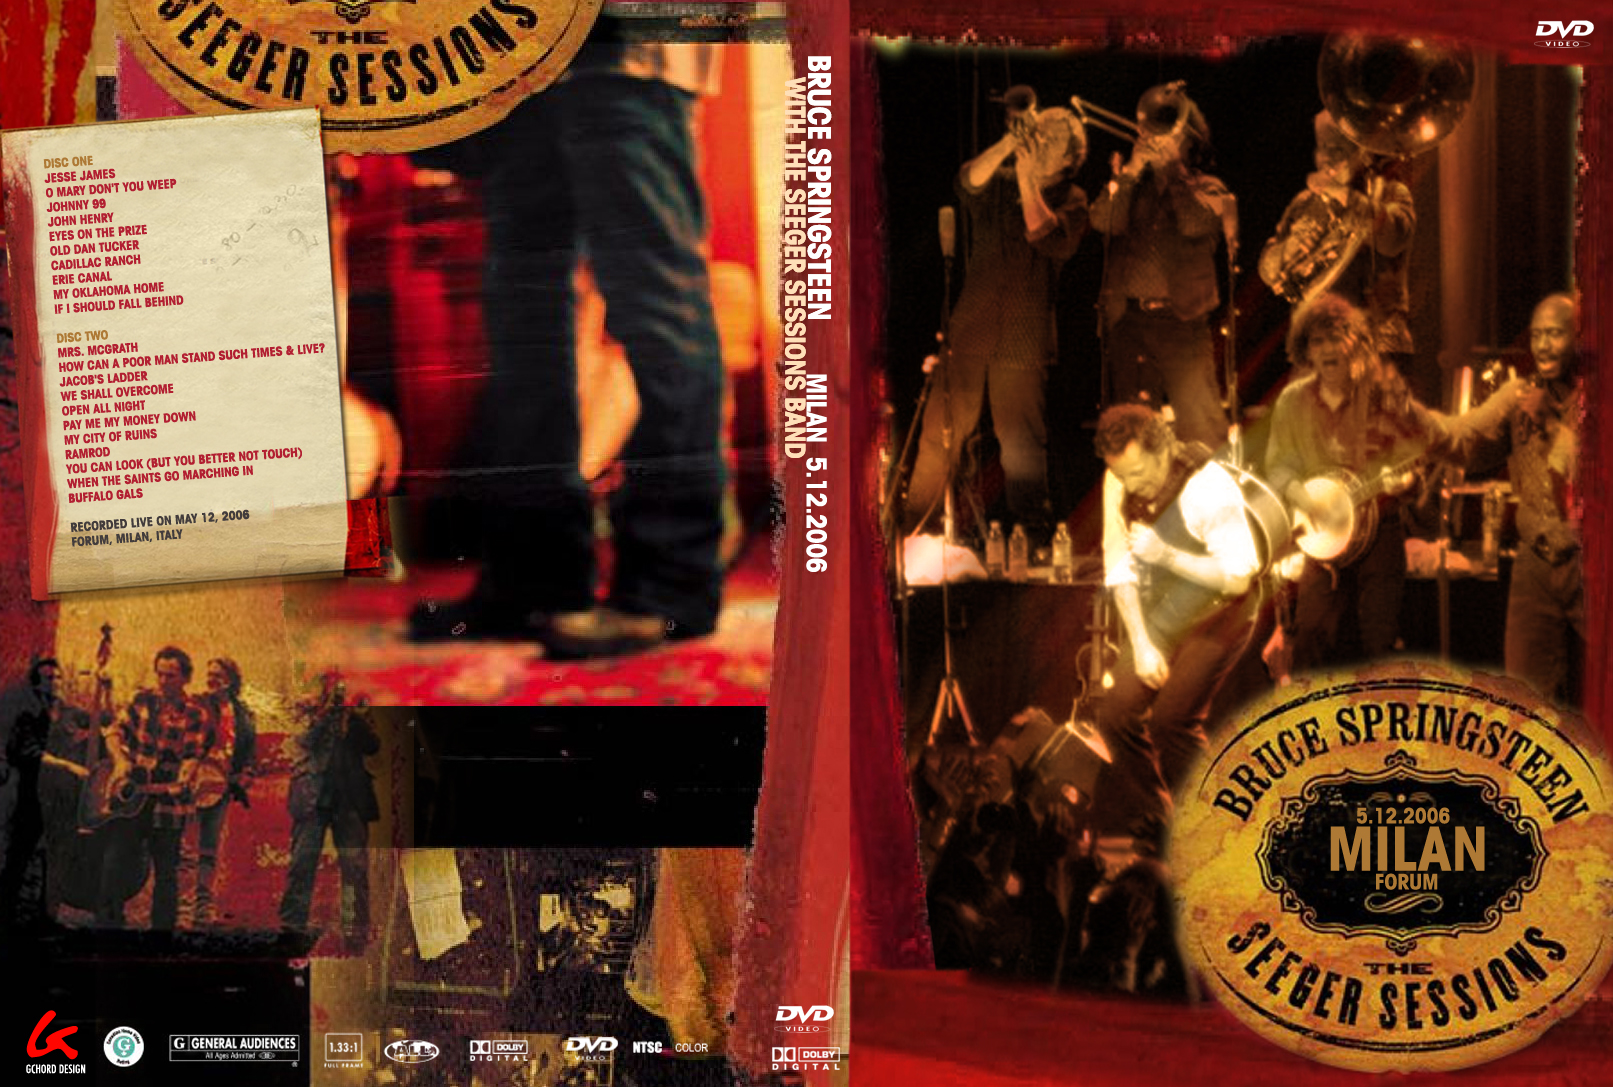 THE
SEEGER SESSIONS
DISC ONE
JESSE JAMES
O MARY DON'T YOU WEEP
JOHNNY 99
JOHN HENRY
EYES ON THE PRIZE
OLD DAN TUCKER
CADILLAC RANCH
ERIE CANAL
MY OKLAHOMA HOME
IF I SHOULD FALL BEHIND
DISC TWO
MRS. MCGRATH
HOW CAN A POOR MAN STAND SUCH TIMES & LIVE?
JACOB'S LADDER
WE SHALL OVERCOME
OPEN ALL NIGHT
PAY ME MY MONEY DOWN
MY CITY OF RUINS
RAMROD
YOU CAN LOOK (BUT YOU BETTER NOT TOUCH)
WHEN THE SAINTS GO MARCHING IN
BUFFALO GALS
RECORDED LIVE ON MAY 12, 2006
FORUM, MILAN, ITALY
GCHORD DESIGN
G
G GENERAL AUDIENCES
All Ages Admitted
1.33:1
FULL FRAME
ALL
DOLBY
DIGITAL
DVD
VIDEO
NTSC COLOR
BRUCE SPRINGSTEEN MILAN 5.12.2006
WITH THE SEEGER SESSIONS BAND
DVD
VIDEO
DOLBY
DIGITAL
DVD
VIDEO
BRUCE SPRINGSTEEN
5.12.2006
MILAN
FORUM
THE
SEEGER SESSIONS